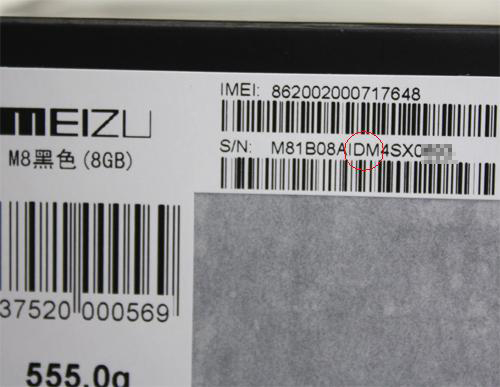 IMEI: 862002000717648
MEIZU
S/N: M81B08AIDM4SX0
M8黑色(8GB)
37520 000569
555.0g